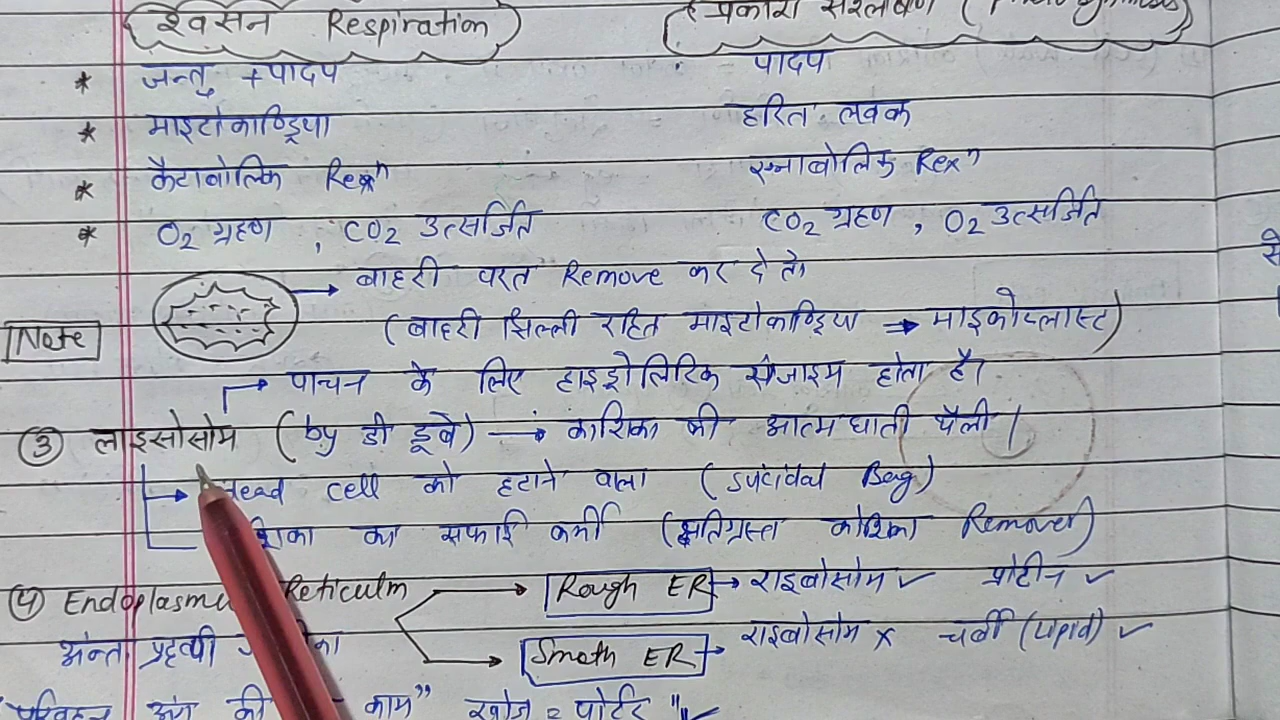 श्वसन Respiration) (प्रकाश संश्लेषण (
* जन्तु + पादप पादप
* माइटोकाण्ड्रिया हरित लवक
* कैटाबोल्कि Rexⁿ एनाबोलिक Rexⁿ
* O₂ ग्रहण , CO₂ उत्सर्जित CO₂ ग्रहण , O₂ उत्सर्जित
→ बाहरी परत Remove कर दे तो
Note (बाहरी झिल्ली रहित माइटोकाण्ड्रिया → माइकोप्लास्ट)
→ पाचन के लिए हाइड्रोलिटिक एंजाइम होता है।
③ लाइसोसोम (by डी डूबे) → कोशिका की आत्मघाती थैली |
→ Dead cell को हटाने वाला (Suicidal Bag)
का सफाई कर्मी (क्षतिग्रस्त कोशिका Remover)
④ Reticulm → Rough ER → राइबोसोम ✓ प्रोटीन ✓
→ Smoth ER → राइबोसोम × चर्बी (Lipid) ✓
अन्तः प्रद्रव्यी
की काम" खोज = पोर्टर "✓
से